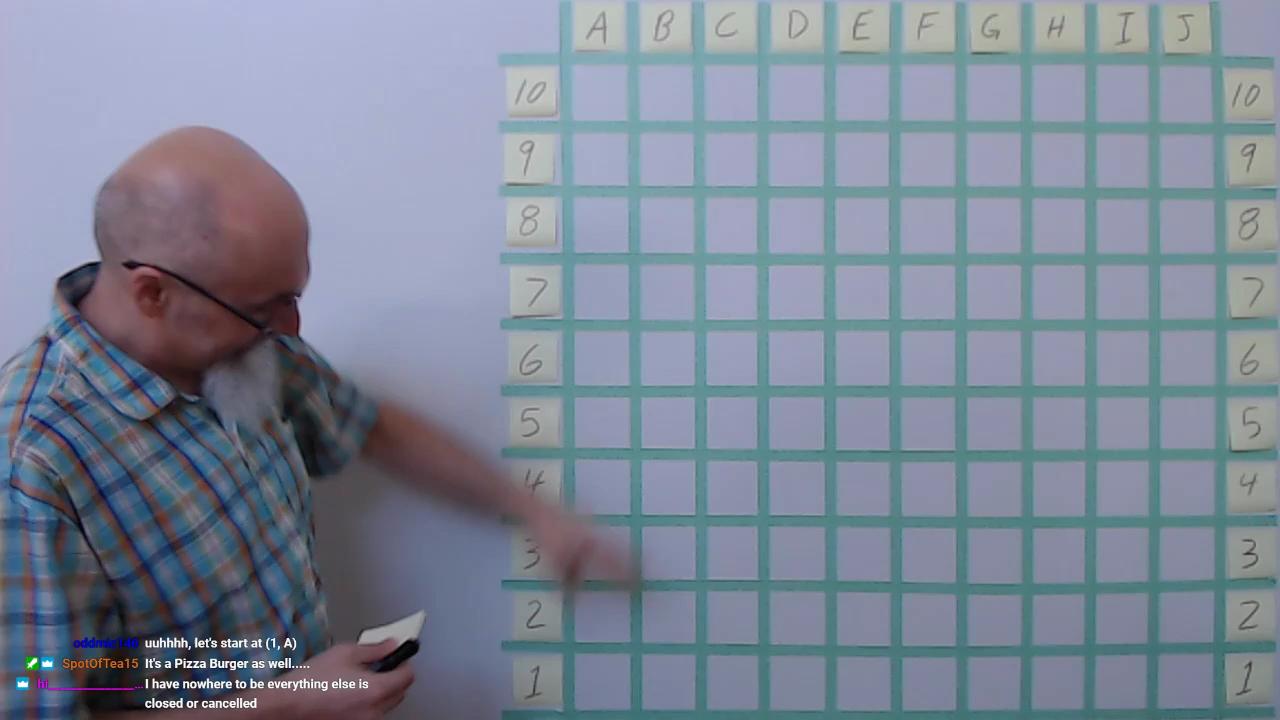 A B C D E F G H I J
10 10
9 9
8 8
7 7
6 6
5 5
4 4
3 3
2 2
1 1
oddmic140 uuhhhh, let's start at (1, A)
SpotOfTea15 It's a Pizza Burger as well.....
I have nowhere to be everything else is
closed or cancelled